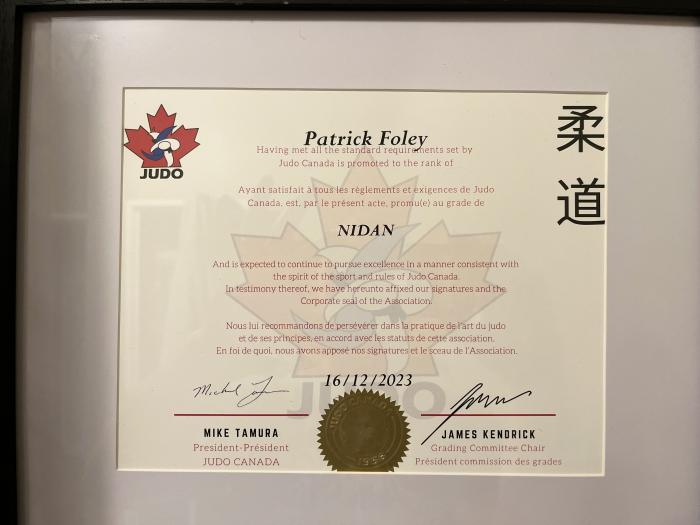 Patrick Foley
柔道
Having met all the standard requirements set by
Judo Canada is promoted to the rank of
JUDO
Ayant satisfait à tous les règlements et exigences de Judo
Canada, est, par le présent acte, promu(e) au grade de
NIDAN
And is expected to continue to pursue excellence in a manner consistent with
the spirit of the sport and rules of Judo Canada.
In testimony thereof, we have hereunto affixed our signatures and the
Corporate seal of the Association.
Nous lui recommandons de persévérer dans la pratique de l'art du judo
et de ses principes, en accord avec les statuts de cette association.
En foi de quoi, nous avons apposé nos signatures et le sceau de l'Association.
16/12/2023
JUDO
MIKE TAMURA
President-Président
JUDO CANADA
JAMES KENDRICK
Grading Committee Chair
Président commission des grades